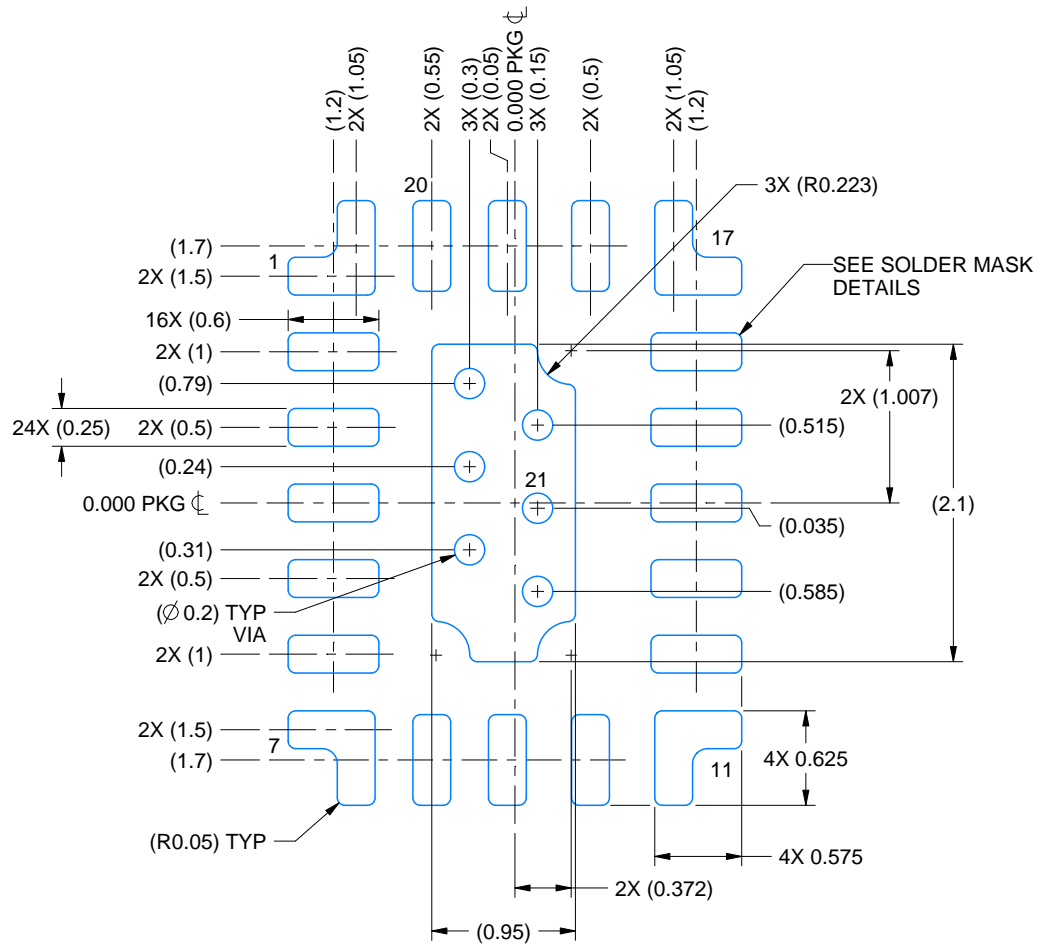 (1.2)
2X (1.05)
2X (0.55)
3X (0.3)
2X (0.05)
0.000 PKG ℄
3X (0.15)
2X (0.5)
2X (1.05)
(1.2)
20
3X (R0.223)
(1.7)
1
17
2X (1.5)
SEE SOLDER MASK
DETAILS
16X (0.6)
2X (1)
(0.79)
2X (1.007)
24X (0.25)
2X (0.5)
(0.515)
(0.24)
21
0.000 PKG ℄
(2.1)
(0.035)
(0.31)
2X (0.5)
(0.585)
(∅ 0.2) TYP
VIA
2X (1)
2X (1.5)
7
(1.7)
11
4X 0.625
(R0.05) TYP
4X 0.575
2X (0.372)
(0.95)